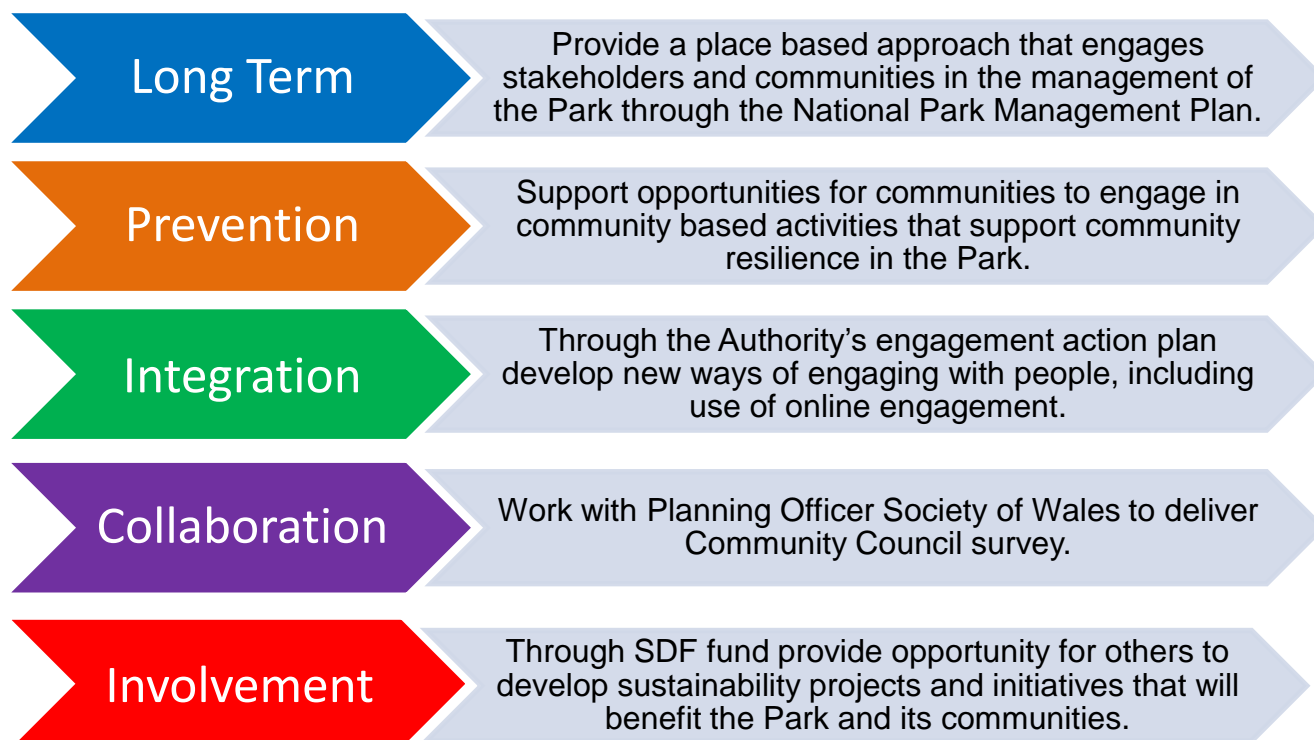 Long Term
Provide a place based approach that engages
stakeholders and communities in the management of
the Park through the National Park Management Plan.
Prevention
Support opportunities for communities to engage in
community based activities that support community
resilience in the Park.
Integration
Through the Authority’s engagement action plan
develop new ways of engaging with people, including
use of online engagement.
Collaboration
Work with Planning Officer Society of Wales to deliver
Community Council survey.
Involvement
Through SDF fund provide opportunity for others to
develop sustainability projects and initiatives that will
benefit the Park and its communities.